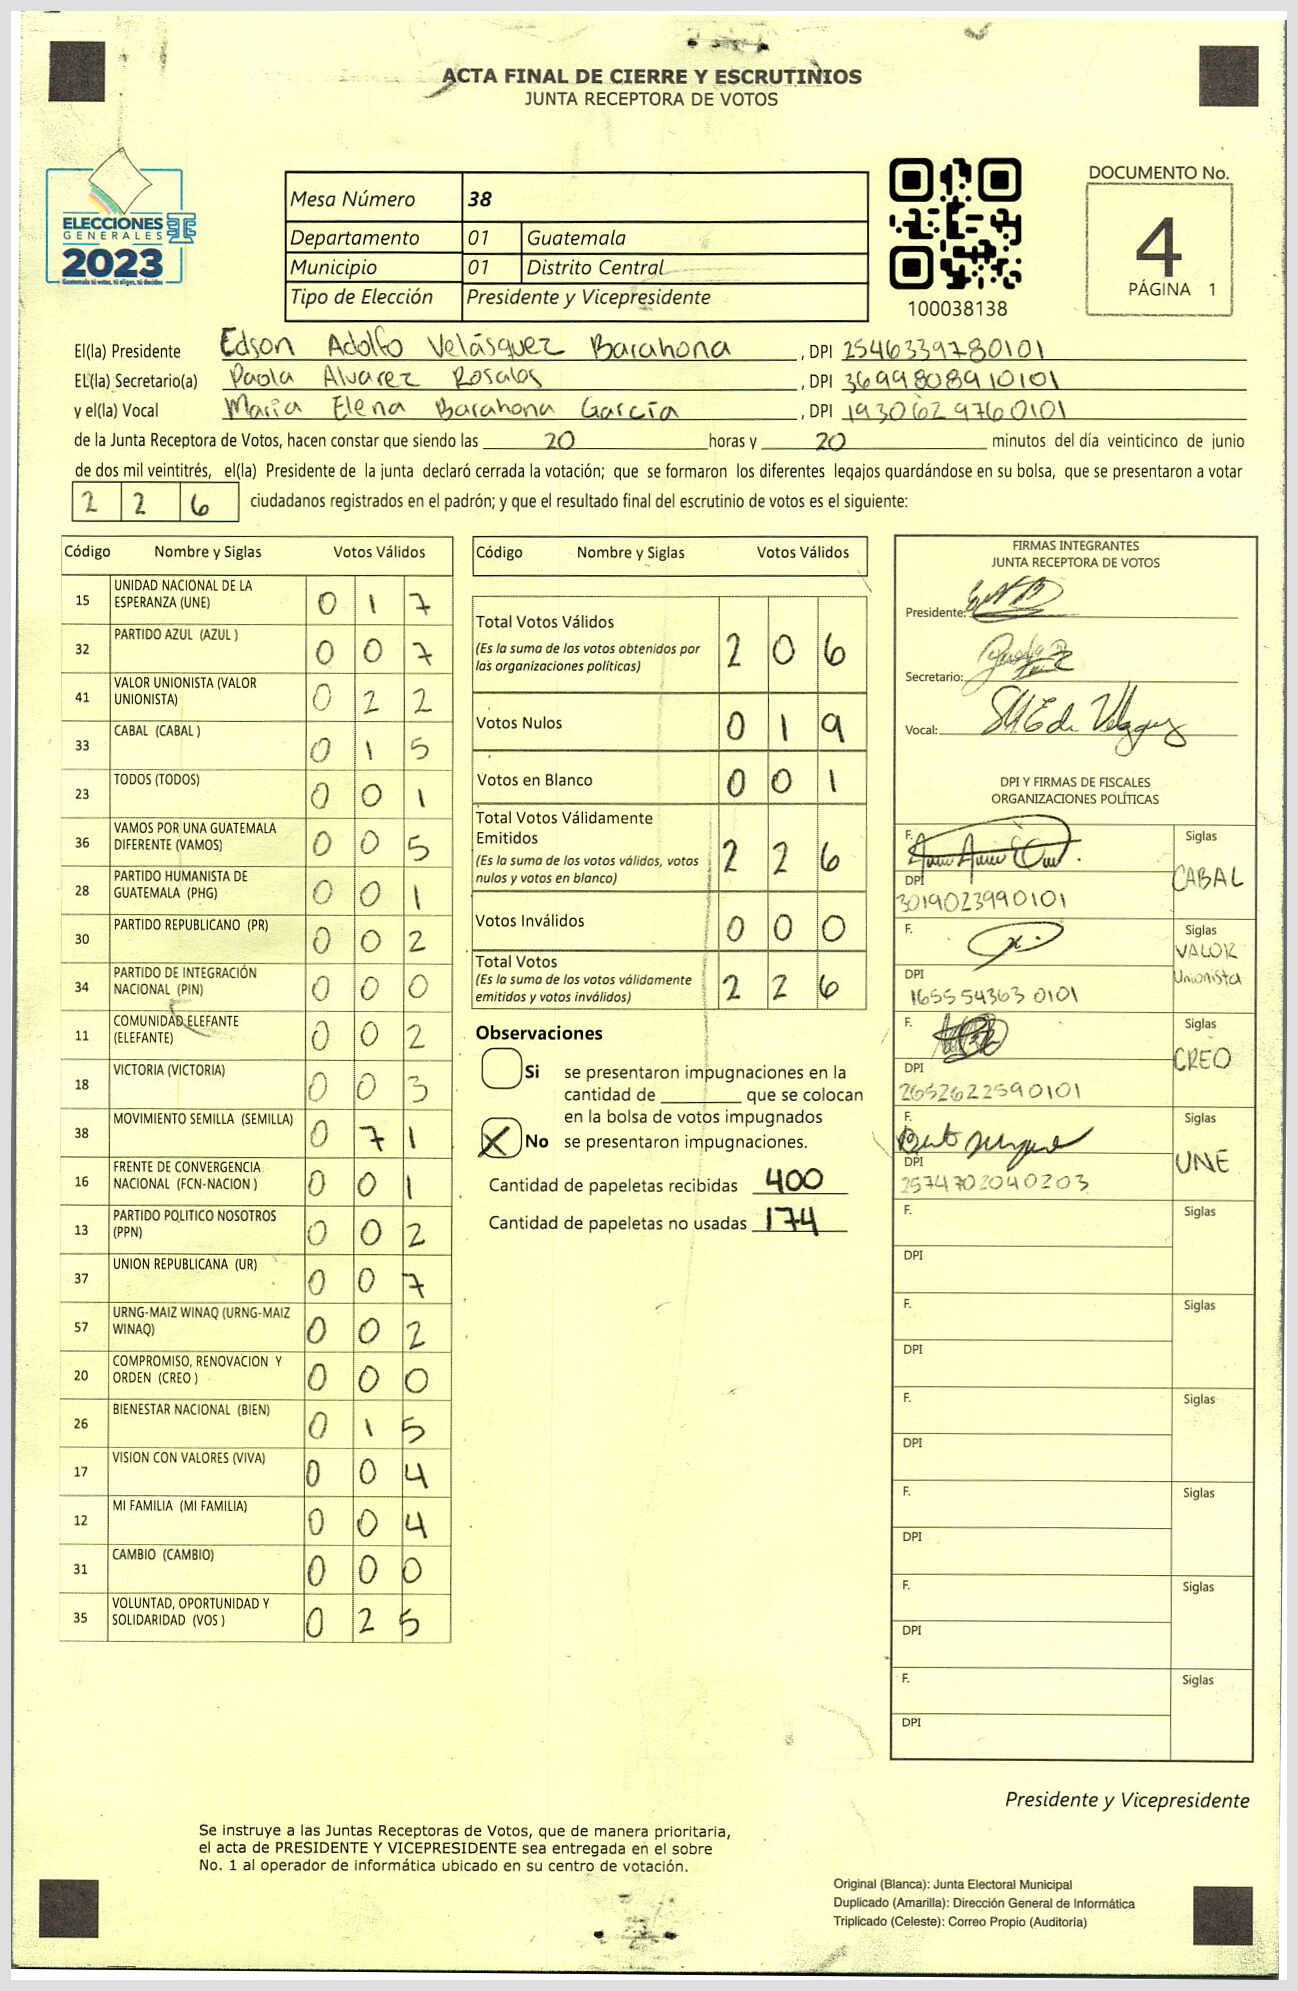 ACTA FINAL DE CIERRE Y ESCRUTINIOS
JUNTA RECEPTORA DE VOTOS
ELECCIONES
GENERALES
2023
Mesa Número 38
Departamento 01 Guatemala
Municipio 01 Distrito Central
Tipo de Elección Presidente y Vicepresidente
100038138
DOCUMENTO No.
4
PÁGINA 1
El(la) Presidente Edson Adolfo Velásquez Barahona , DPI 2546339780101
EL(la) Secretario(a) Paola Alvarez Rosales , DPI 3699808910101
y el(la) Vocal Maria Elena Barahona García , DPI 1930629760101
de la Junta Receptora de Votos, hacen constar que siendo las 20 horas y 20 minutos del día veinticinco de junio
de dos mil veintitrés, el(la) Presidente de la junta declaró cerrada la votación; que se formaron los diferentes legajos guardándose en su bolsa, que se presentaron a votar
2 2 6 ciudadanos registrados en el padrón; y que el resultado final del escrutinio de votos es el siguiente:
Código Nombre y Siglas Votos Válidos
15 UNIDAD NACIONAL DE LA ESPERANZA (UNE) 0 1 7
32 PARTIDO AZUL (AZUL ) 0 0 7
41 VALOR UNIONISTA (VALOR UNIONISTA) 0 2 2
33 CABAL (CABAL ) 0 1 5
23 TODOS (TODOS) 0 0 1
36 VAMOS POR UNA GUATEMALA DIFERENTE (VAMOS) 0 0 5
28 PARTIDO HUMANISTA DE GUATEMALA (PHG) 0 0 1
30 PARTIDO REPUBLICANO (PR) 0 0 2
34 PARTIDO DE INTEGRACIÓN NACIONAL (PIN) 0 0 0
11 COMUNIDAD ELEFANTE (ELEFANTE) 0 0 2
18 VICTORIA (VICTORIA) 0 0 3
38 MOVIMIENTO SEMILLA (SEMILLA) 0 7 1
16 FRENTE DE CONVERGENCIA NACIONAL (FCN-NACION ) 0 0 1
13 PARTIDO POLITICO NOSOTROS (PPN) 0 0 2
37 UNION REPUBLICANA (UR) 0 0 7
57 URNG-MAIZ WINAQ (URNG-MAIZ WINAQ) 0 0 2
20 COMPROMISO, RENOVACION Y ORDEN (CREO ) 0 0 0
26 BIENESTAR NACIONAL (BIEN) 0 1 5
17 VISION CON VALORES (VIVA) 0 0 4
12 MI FAMILIA (MI FAMILIA) 0 0 4
31 CAMBIO (CAMBIO) 0 0 0
35 VOLUNTAD, OPORTUNIDAD Y SOLIDARIDAD (VOS ) 0 2 5
Código Nombre y Siglas Votos Válidos
Total Votos Válidos 2 0 6
(Es la suma de los votos obtenidos por
las organizaciones políticas)
Votos Nulos 0 1 9
Votos en Blanco 0 0 1
Total Votos Válidamente
Emitidos 2 2 6
(Es la suma de los votos válidos, votos
nulos y votos en blanco)
Votos Inválidos 0 0 0
Total Votos 2 2 6
(Es la suma de los votos válidamente
emitidos y votos inválidos)
Observaciones
Si se presentaron impugnaciones en la
cantidad de ________ que se colocan
en la bolsa de votos impugnados
X No se presentaron impugnaciones.
Cantidad de papeletas recibidas 400
Cantidad de papeletas no usadas 174
FIRMAS INTEGRANTES
JUNTA RECEPTORA DE VOTOS
Presidente:
Secretario:
Vocal:
DPI Y FIRMAS DE FISCALES
ORGANIZACIONES POLÍTICAS
F. Siglas
CABAL
DPI
3019023990101
F. Siglas
VALOR
Unionista
DPI
1655543630101
F. Siglas
CREO
DPI
2652622590101
F. Siglas
UNE
DPI
2574702040203
F. Siglas
DPI
F. Siglas
DPI
F. Siglas
DPI
F. Siglas
DPI
F. Siglas
DPI
F. Siglas
DPI
Presidente y Vicepresidente
Se instruye a las Juntas Receptoras de Votos, que de manera prioritaria,
el acta de PRESIDENTE Y VICEPRESIDENTE sea entregada en el sobre
No. 1 al operador de informática ubicado en su centro de votación.
Original (Blanca): Junta Electoral Municipal
Duplicado (Amarilla): Dirección General de Informática
Triplicado (Celeste): Correo Propio (Auditoría)